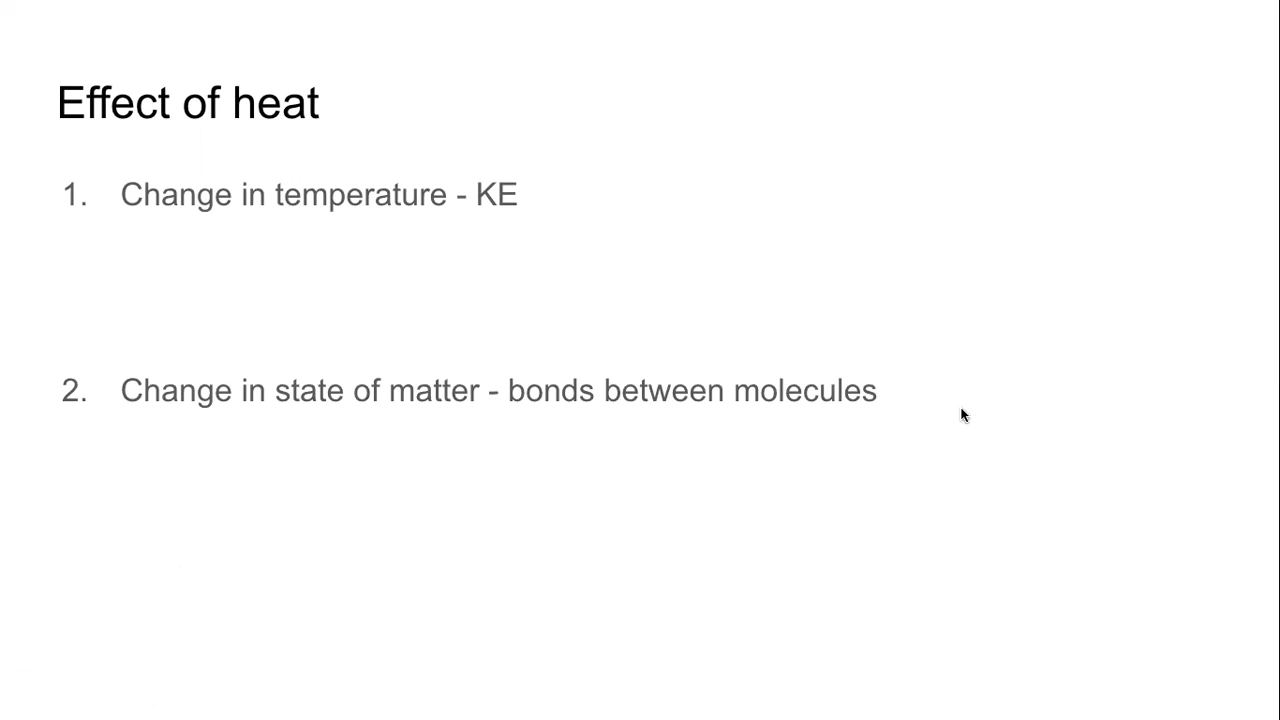 Effect of heat
1. Change in temperature - KE
2. Change in state of matter - bonds between molecules